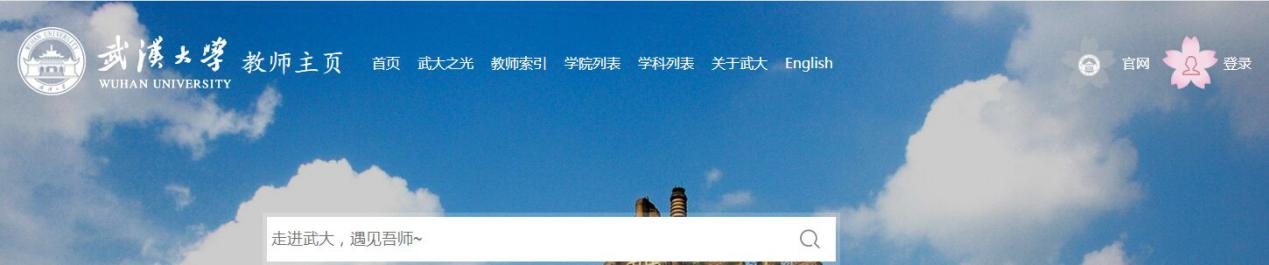 武漢大學
WUHAN UNIVERSITY
教师主页
首页 武大之光 教师索引 学院列表 学科列表 关于武大 English
官网 登录
走进武大，遇见吾师~